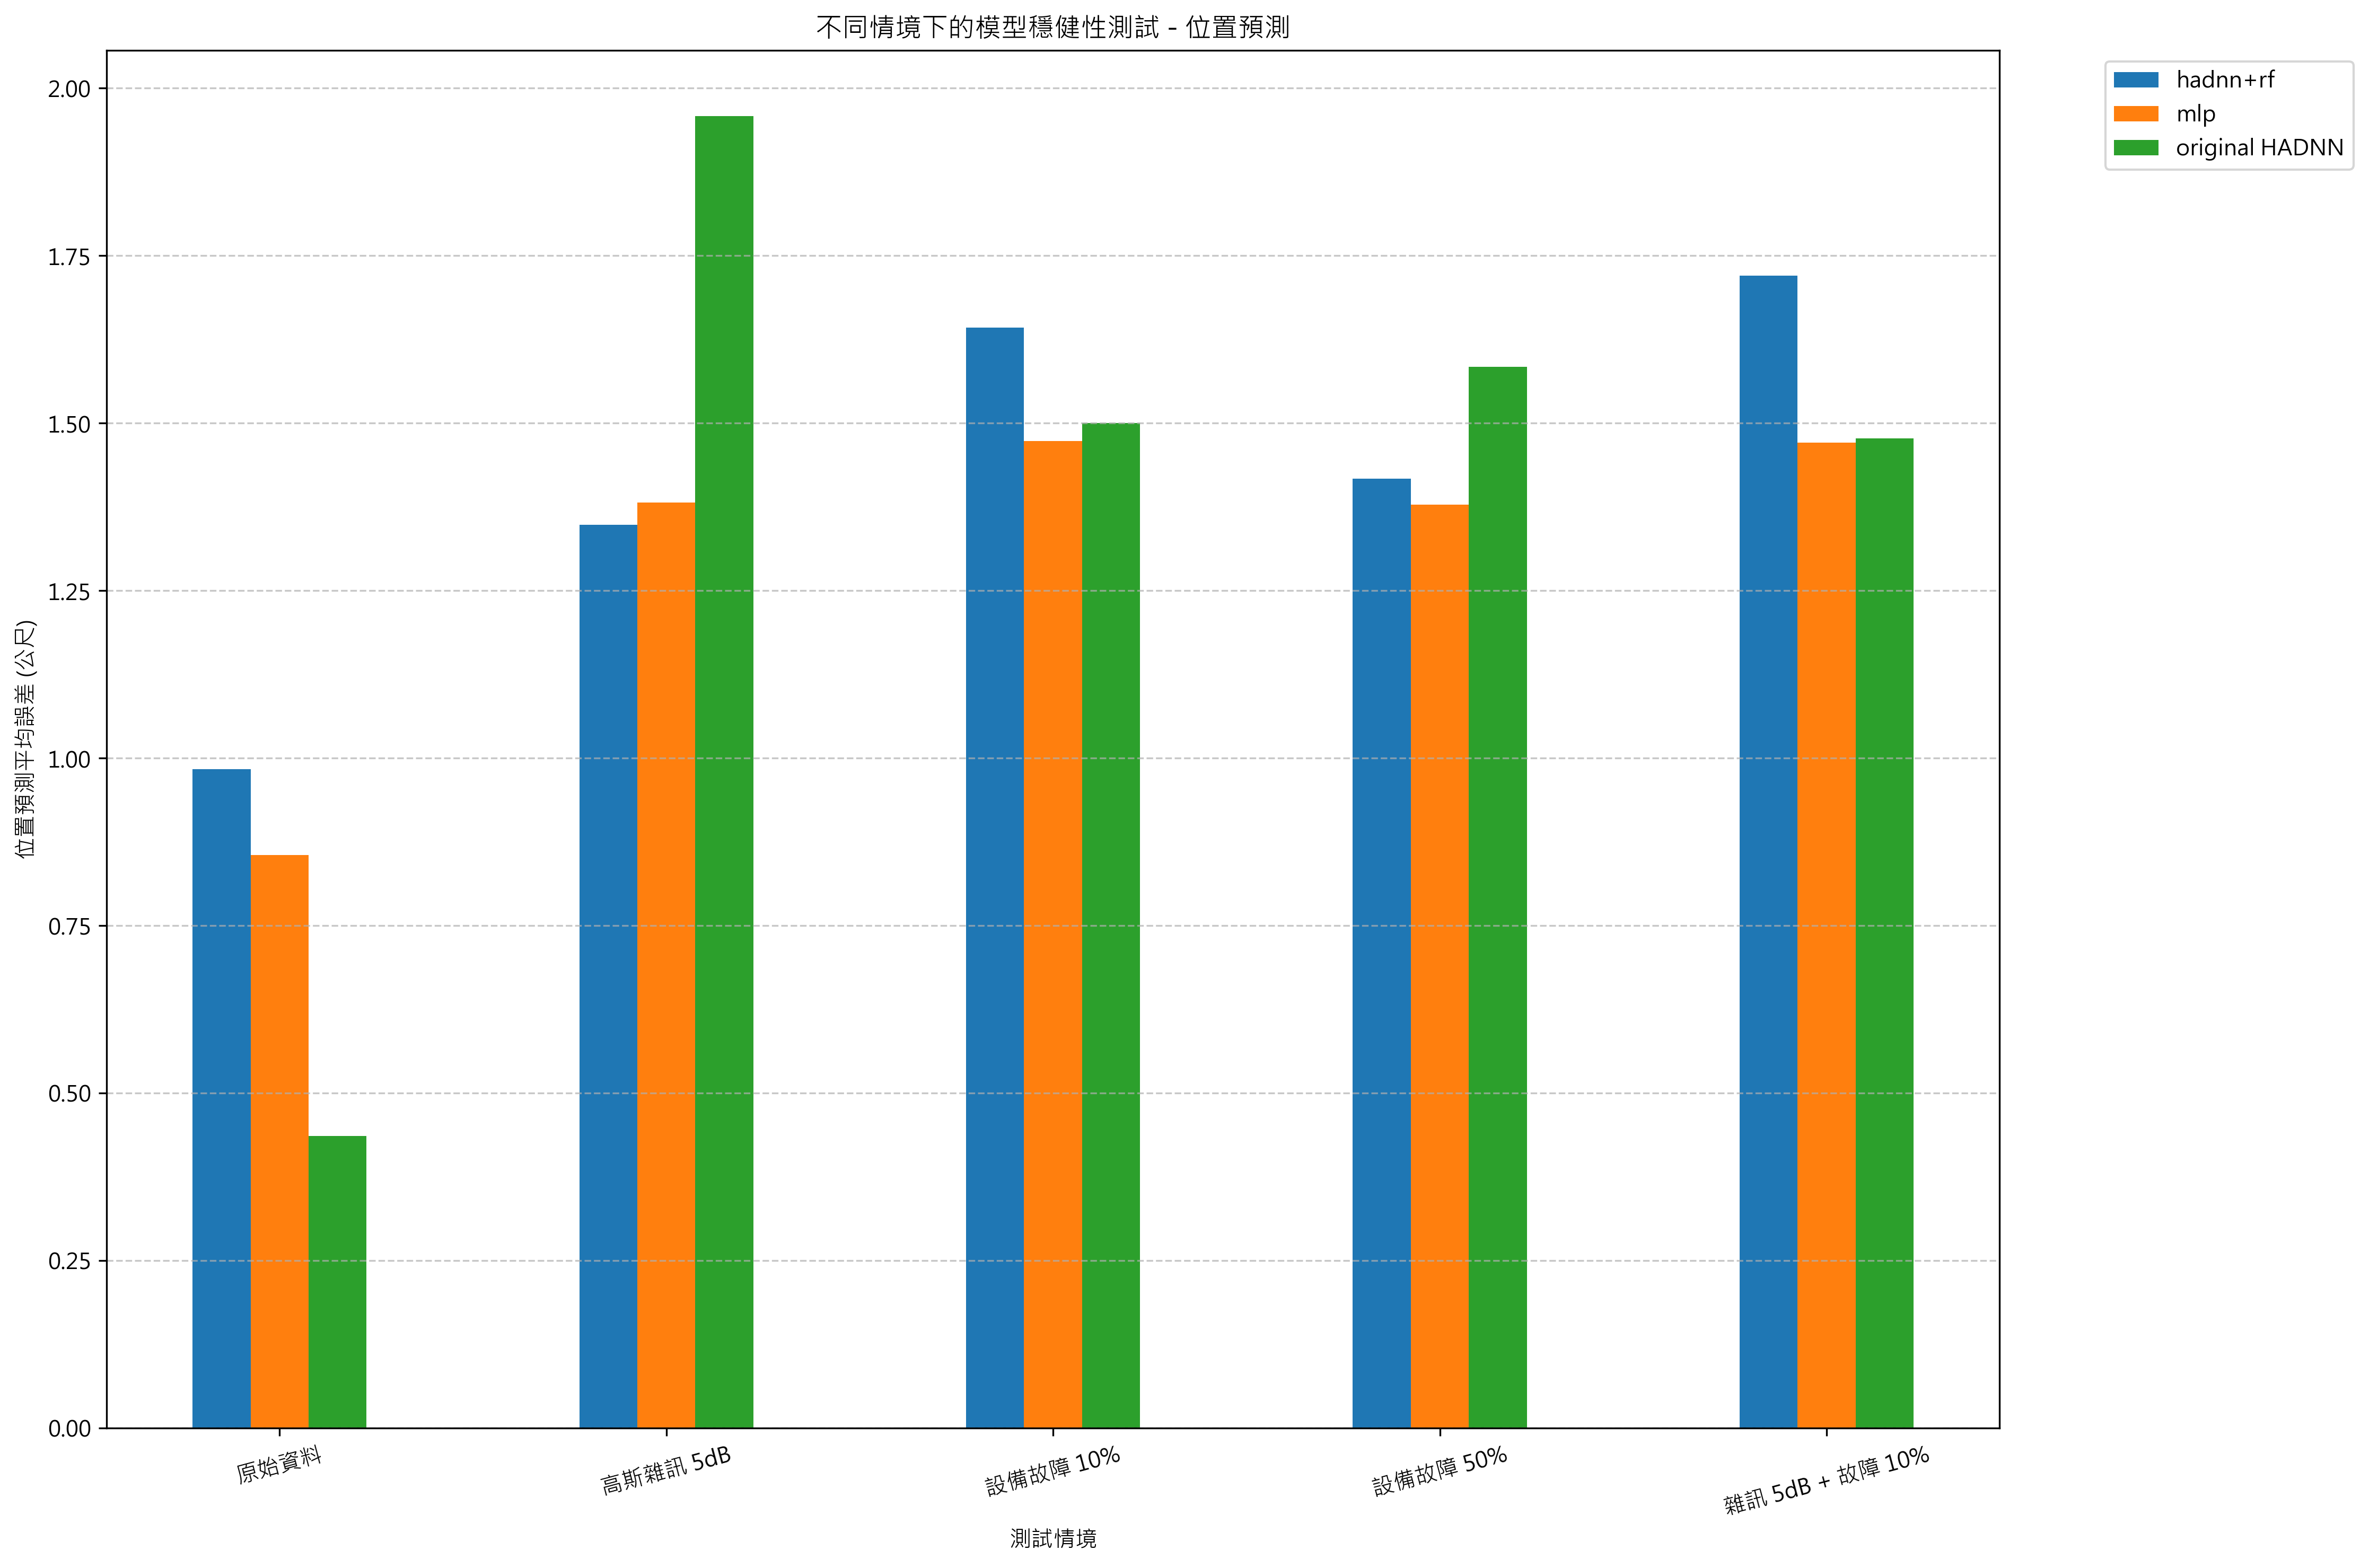 不同情境下的模型穩健性測試 - 位置預測
hadnn+rf
mlp
original HADNN
位置預測平均誤差 (公尺)
2.00
1.75
1.50
1.25
1.00
0.75
0.50
0.25
0.00
原始資料
高斯雜訊 5dB
設備故障 10%
設備故障 50%
雜訊 5dB + 故障 10%
測試情境